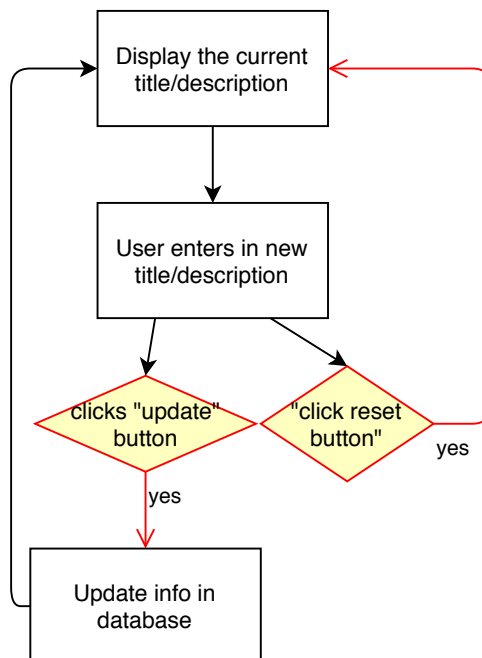 Display the current
title/description
User enters in new
title/description
clicks "update"
button
"click reset
button"
yes
yes
Update info in
database